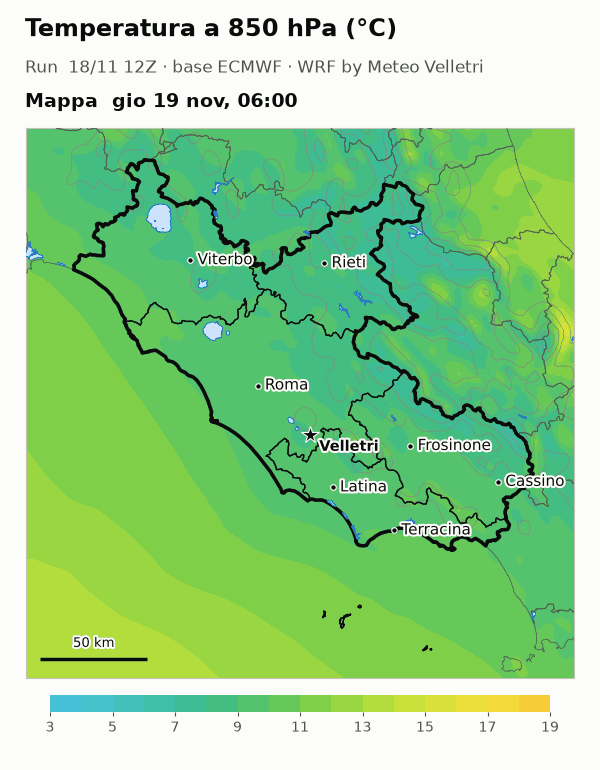 Temperatura a 850 hPa (°C)
Run 18/11 12Z · base ECMWF · WRF by Meteo Velletri
Mappa gio 19 nov, 06:00
Viterbo
Rieti
Roma
Velletri
Frosinone
Cassino
Latina
Terracina
50 km
3 5 7 9 11 13 15 17 19